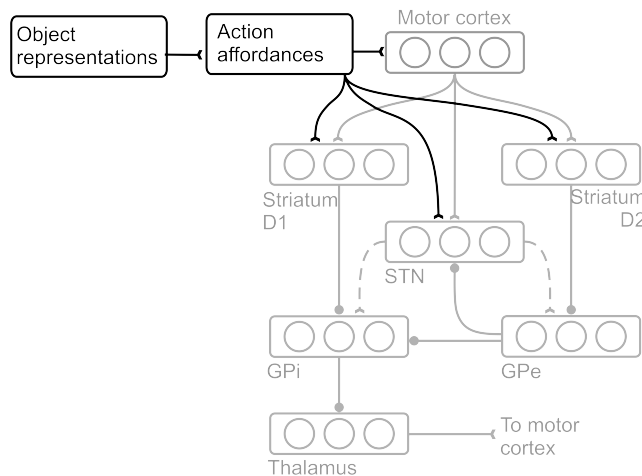 Object
representations
Action
affordances
Motor cortex
Striatum
D1
Striatum
D2
STN
GPi
GPe
To motor
cortex
Thalamus